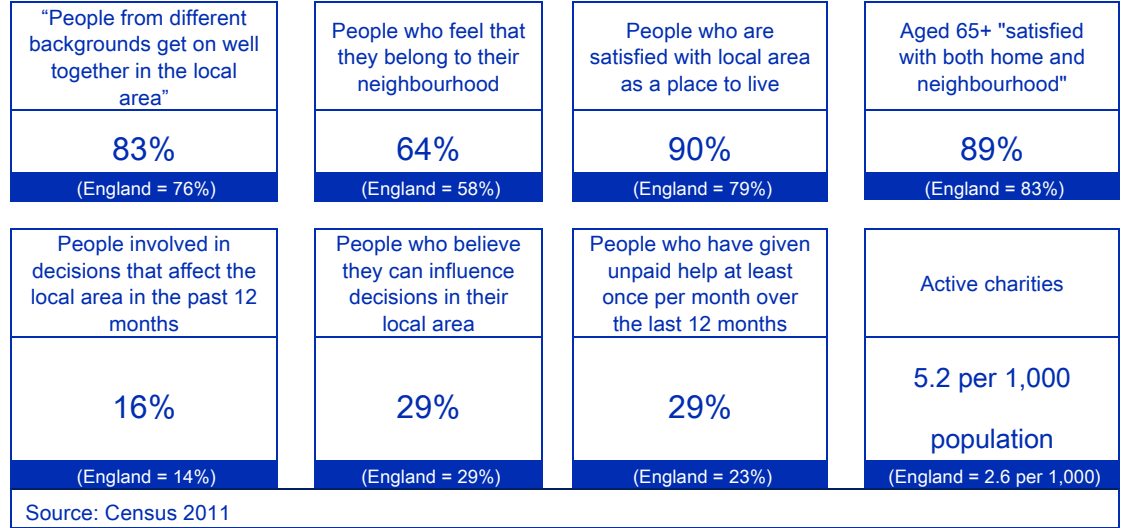 “People from different
backgrounds get on well
together in the local
area”
83%
(England = 76%)
People who feel that
they belong to their
neighbourhood
64%
(England = 58%)
People who are
satisfied with local area
as a place to live
90%
(England = 79%)
Aged 65+ "satisfied
with both home and
neighbourhood"
89%
(England = 83%)
People involved in
decisions that affect the
local area in the past 12
months
16%
(England = 14%)
People who believe
they can influence
decisions in their
local area
29%
(England = 29%)
People who have given
unpaid help at least
once per month over
the last 12 months
29%
(England = 23%)
Active charities
5.2 per 1,000
population
(England = 2.6 per 1,000)
Source: Census 2011